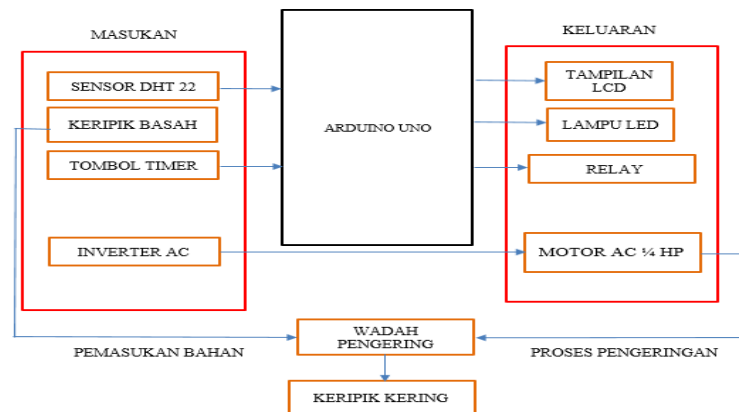 MASUKAN
KELUARAN
SENSOR DHT 22
KERIPIK BASAH
TOMBOL TIMER
INVERTER AC
ARDUINO UNO
TAMPILAN
LCD
LAMPU LED
RELAY
MOTOR AC ¼ HP
WADAH
PENGERING
PEMASUKAN BAHAN
PROSES PENGERINGAN
KERIPIK KERING